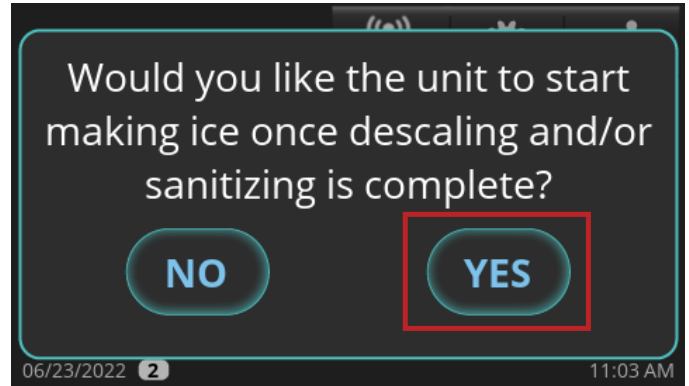 Would you like the unit to start
making ice once descaling and/or
sanitizing is complete?
NO YES
06/23/2022 2 11:03 AM